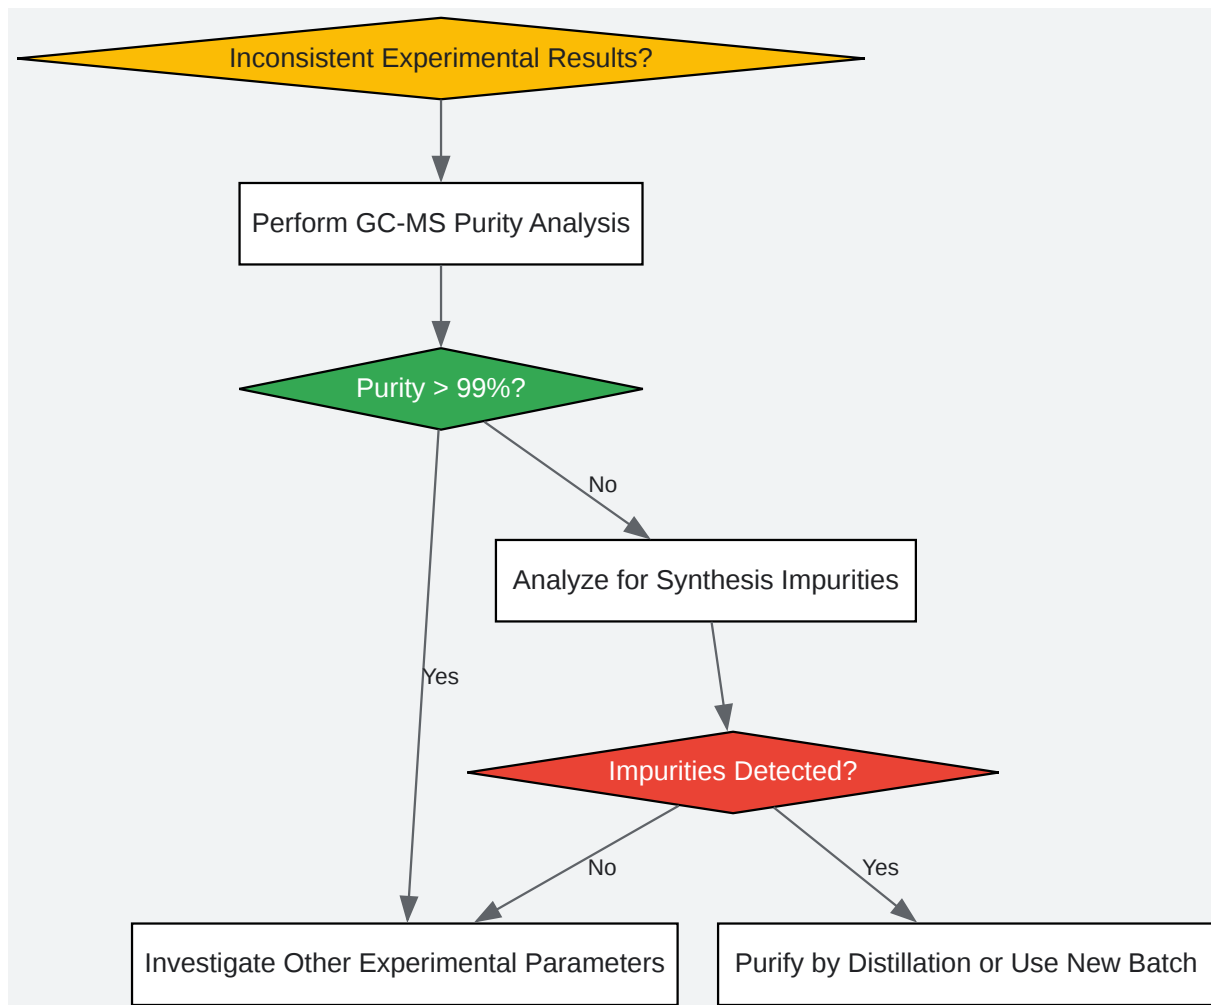 Inconsistent Experimental Results?
Perform GC-MS Purity Analysis
Purity > 99%?
No
Analyze for Synthesis Impurities
Yes
Impurities Detected?
No
Yes
Investigate Other Experimental Parameters
Purify by Distillation or Use New Batch